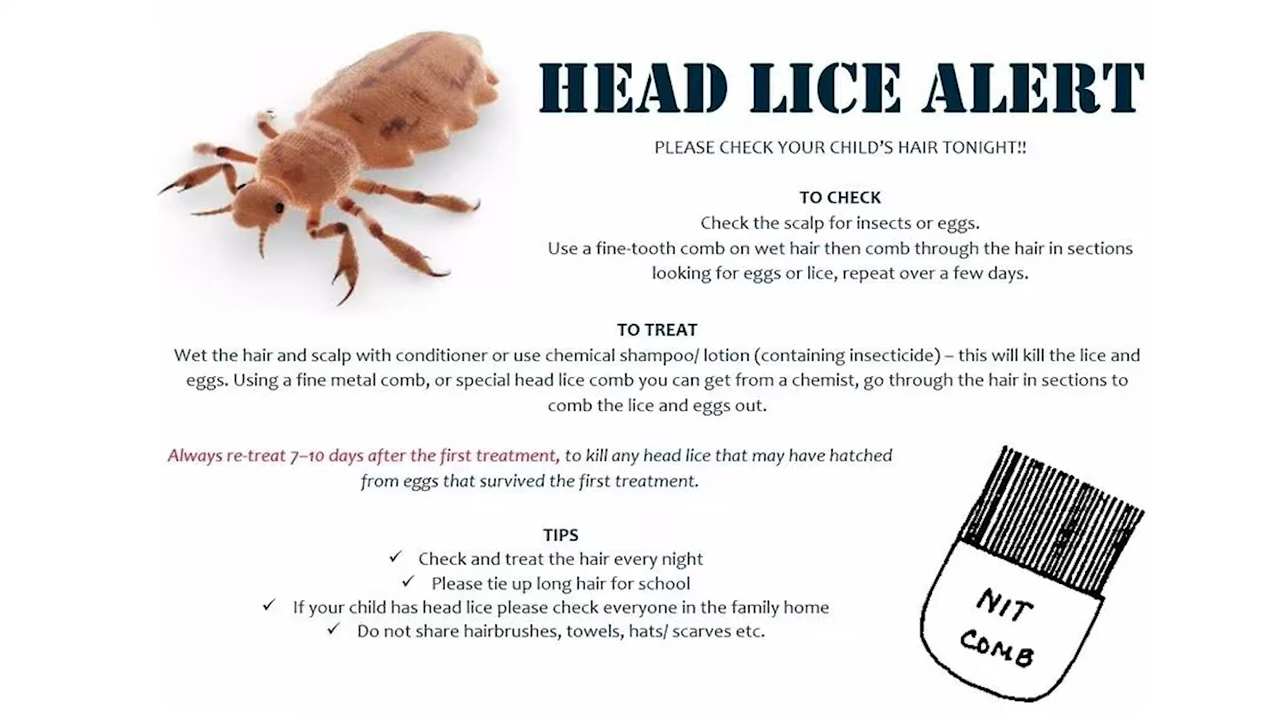 HEAD LICE ALERT
PLEASE CHECK YOUR CHILD'S HAIR TONIGHT!!
TO CHECK
Check the scalp for insects or eggs.
Use a fine-tooth comb on wet hair then comb through the hair in sections
looking for eggs or lice, repeat over a few days.
TO TREAT
Wet the hair and scalp with conditioner or use chemical shampoo/ lotion (containing insecticide) – this will kill the lice and
eggs. Using a fine metal comb, or special head lice comb you can get from a chemist, go through the hair in sections to
comb the lice and eggs out.
Always re-treat 7–10 days after the first treatment, to kill any head lice that may have hatched
from eggs that survived the first treatment.
TIPS
✓ Check and treat the hair every night
✓ Please tie up long hair for school
✓ If your child has head lice please check everyone in the family home
✓ Do not share hairbrushes, towels, hats/ scarves etc.
NIT
COMB